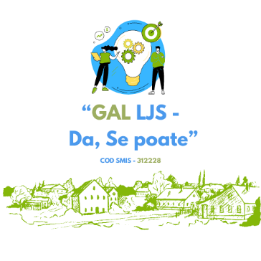 “GAL LJS -
Da, Se poate”
COD SMIS - 312228